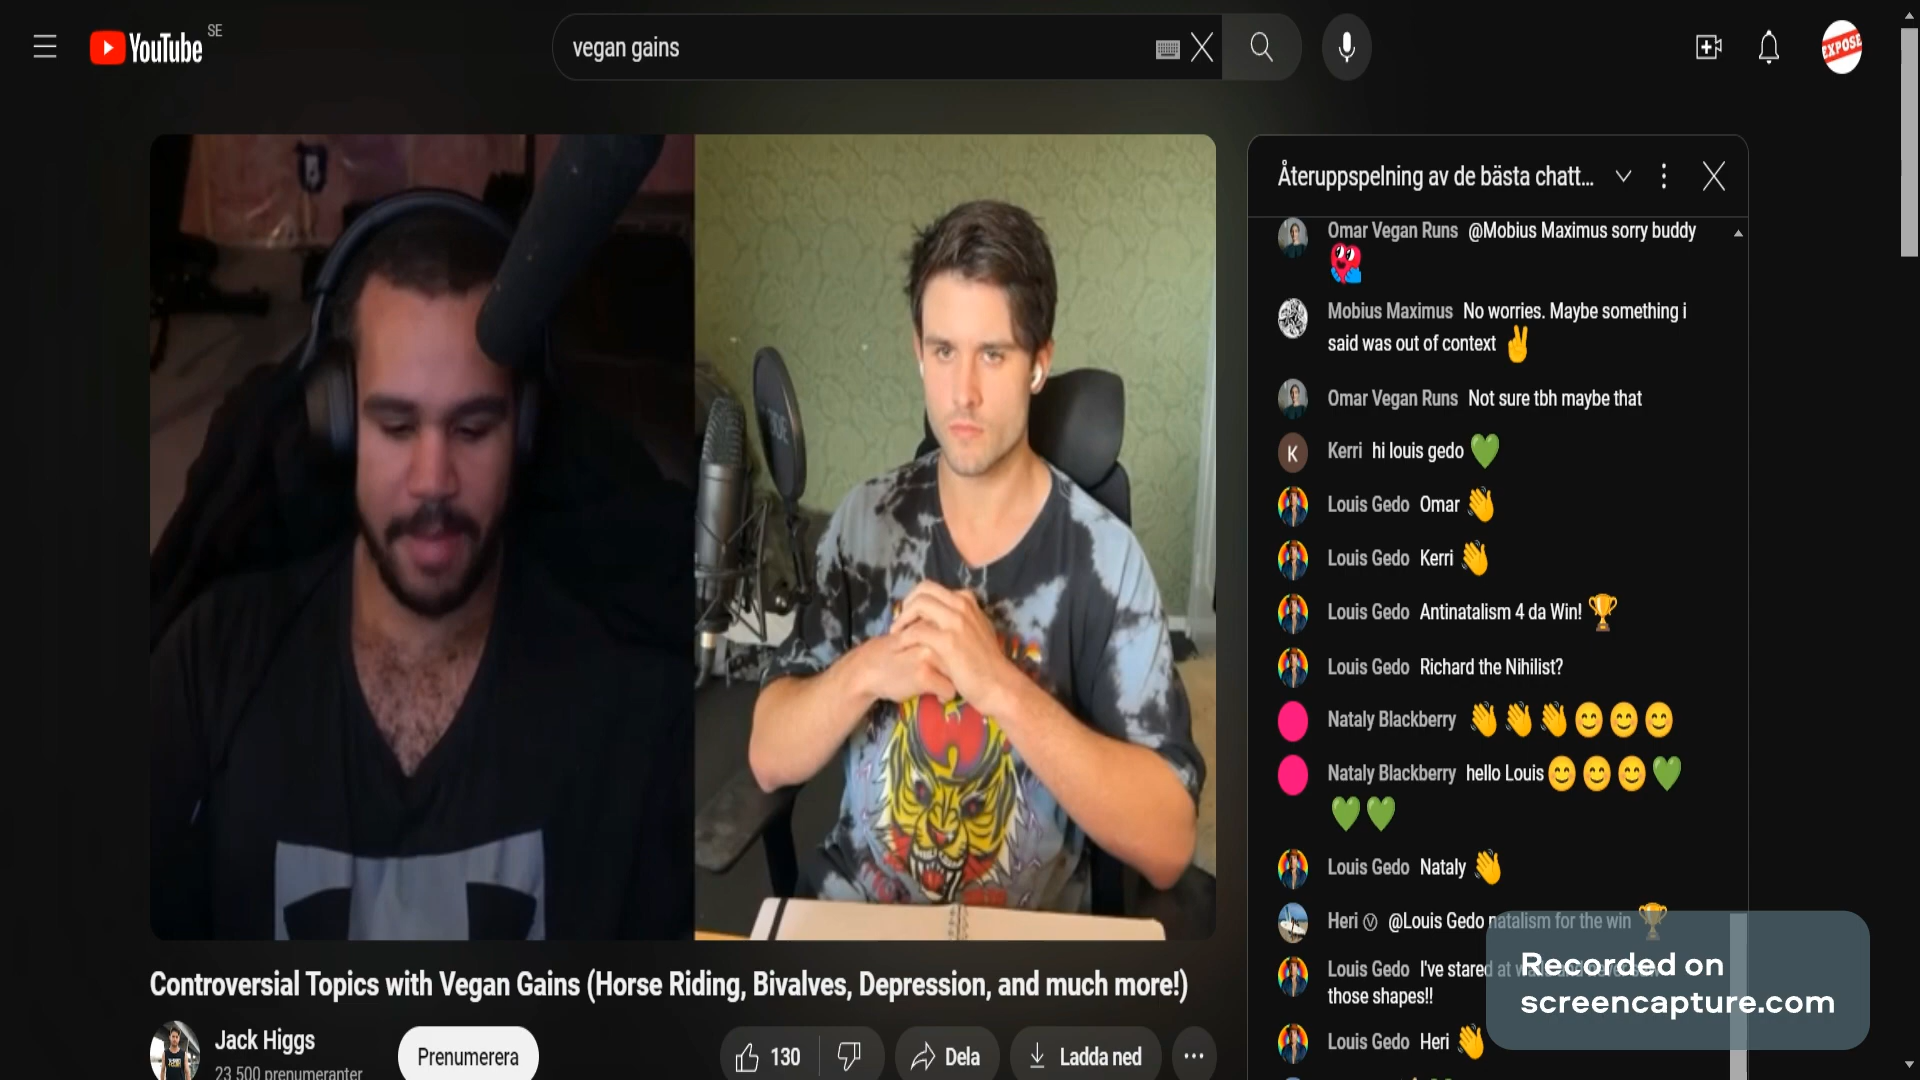 YouTube SE
vegan gains
EXPOSE
Återuppspelning av de bästa chatt...
Omar Vegan Runs @Mobius Maximus sorry buddy
Mobius Maximus No worries. Maybe something i
said was out of context
Omar Vegan Runs Not sure tbh maybe that
K Kerri hi louis gedo
Louis Gedo Omar
Louis Gedo Kerri
Louis Gedo Antinatalism 4 da Win!
Louis Gedo Richard the Nihilist?
Nataly Blackberry
Nataly Blackberry hello Louis
Louis Gedo Nataly
Heri Ⓥ @Louis Gedo natalism for the win
Louis Gedo I've stared at
those shapes!!
Louis Gedo Heri
Recorded on
screencapture.com
Controversial Topics with Vegan Gains (Horse Riding, Bivalves, Depression, and much more!)
Jack Higgs
23 500 prenumeranter
Prenumerera
130
Dela
Ladda ned